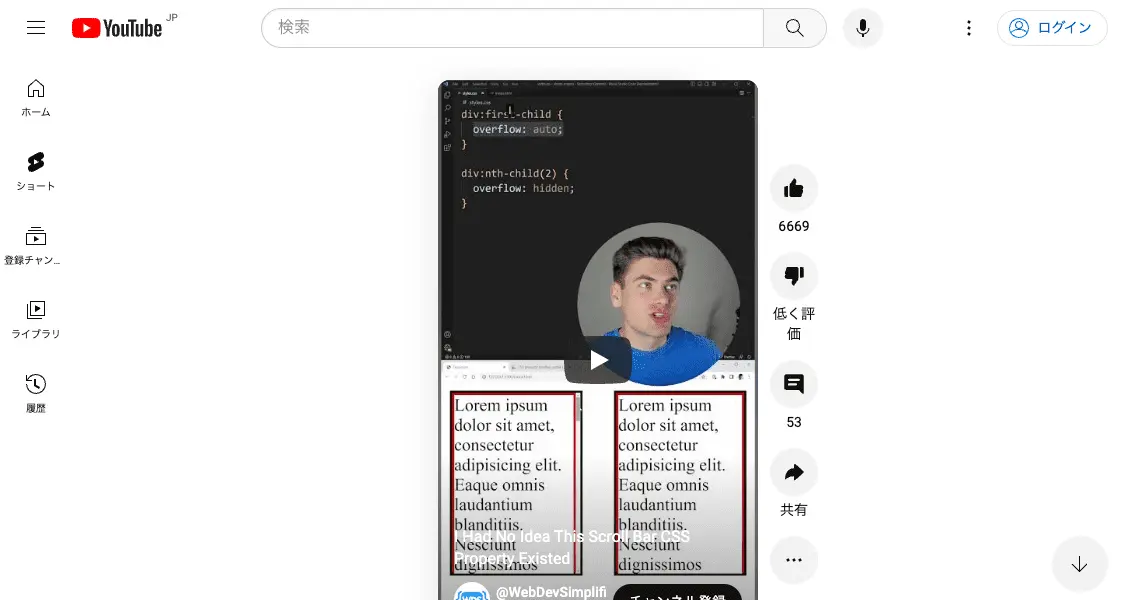 YouTube JP
検索
ログイン
ホーム
ショート
登録チャン...
ライブラリ
履歴
styles.css
div:first-child {
overflow: auto;
}
div:nth-child(2) {
overflow: hidden;
}
Lorem ipsum
dolor sit amet,
consectetur
adipisicing elit.
Eaque omnis
laudantium
blanditiis.
Nesciunt
dignissimos
Lorem ipsum
dolor sit amet,
consectetur
adipisicing elit.
Eaque omnis
laudantium
blanditiis.
Nesciunt
dignissimos
I Had No Idea This Scroll Bar CSS
Property Existed
WDS
@WebDevSimplifi
チャンネル登録
6669
低く評
価
53
共有